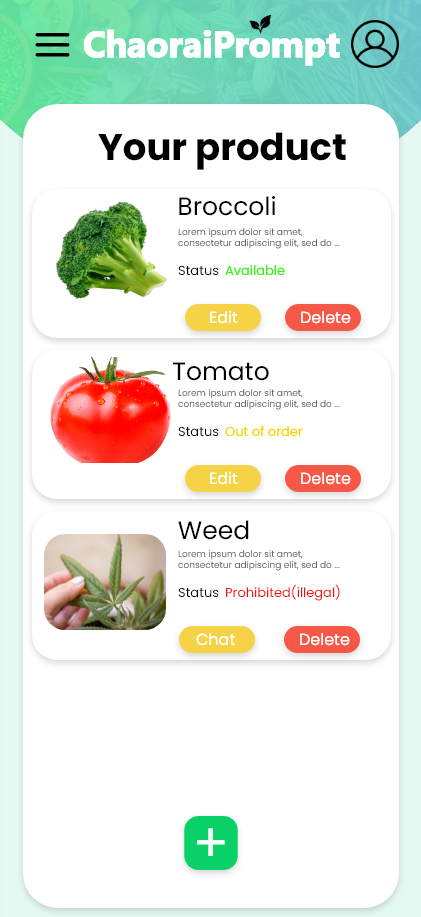 ChaoraiPrompt
Your product
Broccoli
Lorem ipsum dolor sit amet,
consectetur adipiscing elit, sed do ...
Status Available
Edit Delete
Tomato
Lorem ipsum dolor sit amet,
consectetur adipiscing elit, sed do ...
Status Out of order
Edit Delete
Weed
Lorem ipsum dolor sit amet,
consectetur adipiscing elit, sed do ...
Status Prohibited(illegal)
Chat Delete
+